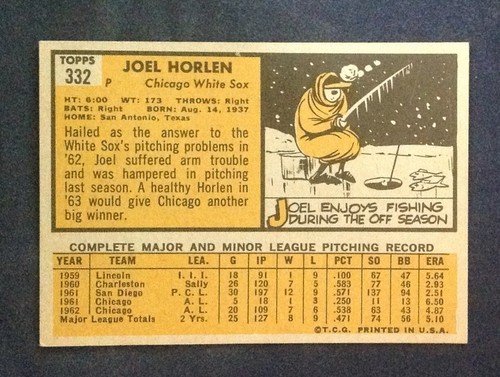 TOPPS
332
P
JOEL HORLEN
Chicago White Sox
HT: 6:00 WT: 173 THROWS: Right
BATS: Right BORN: Aug. 14, 1937
HOME: San Antonio, Texas
Hailed as the answer to the
White Sox's pitching problems in
'62, Joel suffered arm trouble
and was hampered in pitching
last season. A healthy Horlen in
'63 would give Chicago another
big winner.
JOEL ENJOYS FISHING
DURING THE OFF SEASON
COMPLETE MAJOR AND MINOR LEAGUE PITCHING RECORD
YEAR TEAM LEA. G IP W L PCT SO BB ERA
1959 Lincoln I. I. I. 18 91 1 9 .100 67 47 5.64
1960 Charleston Sally 26 120 7 5 .583 77 46 2.93
1961 San Diego P. C. L. 30 197 12 9 .571 137 94 2.51
1961 Chicago A. L. 5 18 1 3 .250 11 13 6.50
1962 Chicago A. L. 20 109 7 6 .538 63 43 4.87
Major League Totals 2 Yrs. 25 127 8 9 .471 74 56 5.10
©T.C.G. PRINTED IN U.S.A.